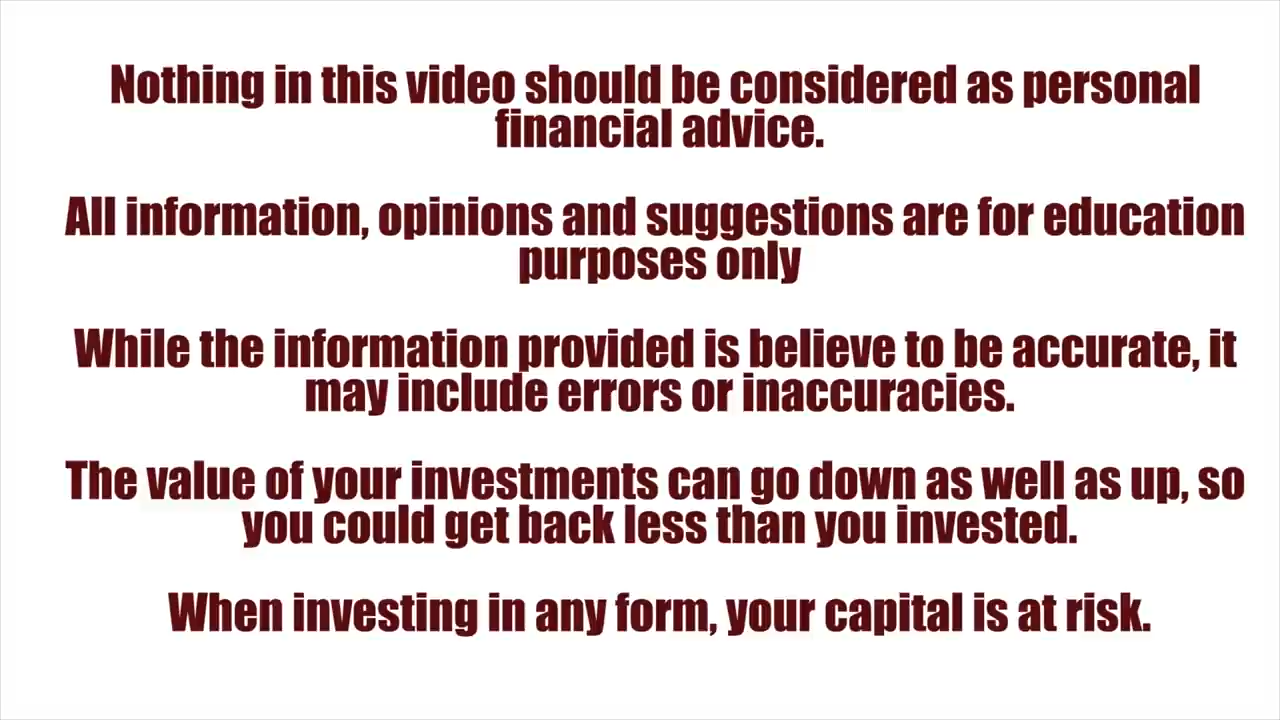 Nothing in this video should be considered as personal
financial advice.
All information, opinions and suggestions are for education
purposes only
While the information provided is believe to be accurate, it
may include errors or inaccuracies.
The value of your investments can go down as well as up, so
you could get back less than you invested.
When investing in any form, your capital is at risk.